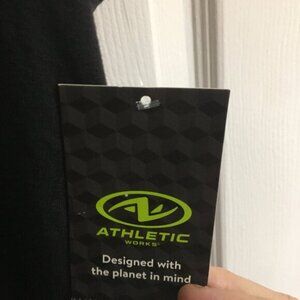 ATHLETIC
WORKS
Designed with
the planet in mind